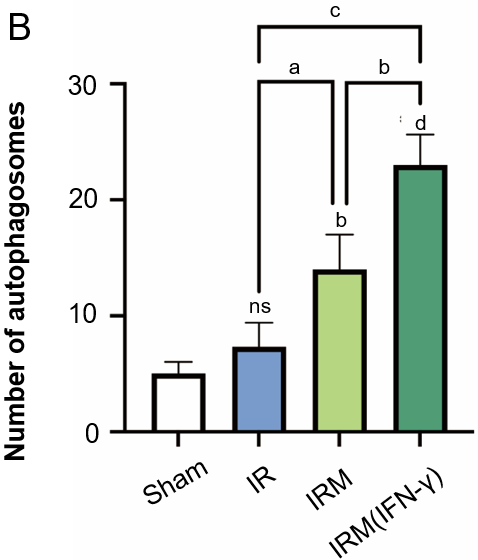 B
c
a
b
d
b
ns
30
20
10
0
Number of autophagosomes
Sham
IR
IRM
IRM(IFN-γ)